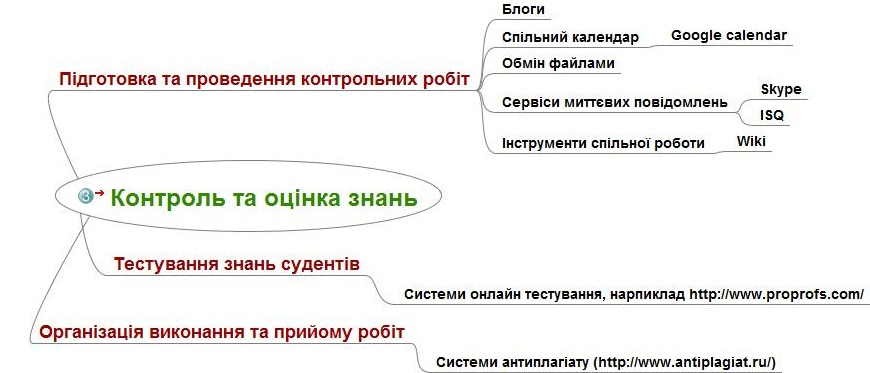 Блоги
Спільний календар
Google calendar
Обмін файлами
Підготовка та проведення контрольних робіт
Сервіси миттєвих повідомлень
Skype
ISQ
Інструменти спільної роботи
Wiki
3
Контроль та оцінка знань
Тестування знань судентів
Системи онлайн тестування, нарпиклад http://www.proprofs.com/
Організація виконання та прийому робіт
Системи антиплагіату (http://www.antiplagiat.ru/)